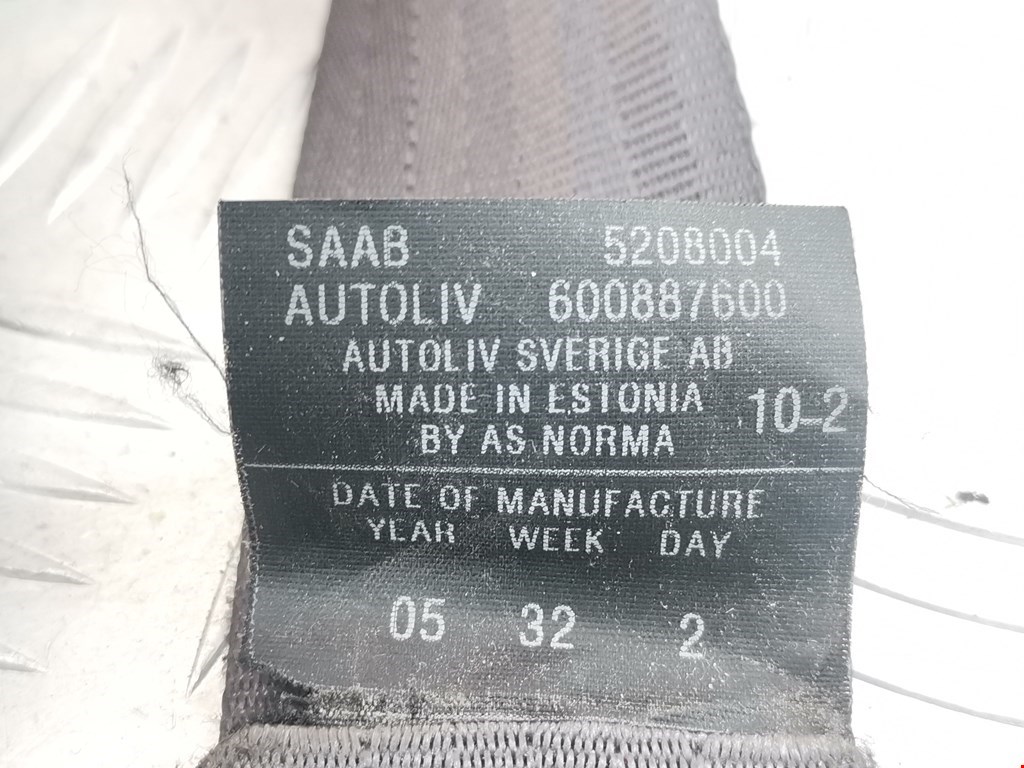 SAAB 5208004
AUTOLIV 600887600
AUTOLIV SVERIGE AB
MADE IN ESTONIA 10-2
BY AS NORMA
DATE OF MANUFACTURE
YEAR WEEK DAY
05 32 2